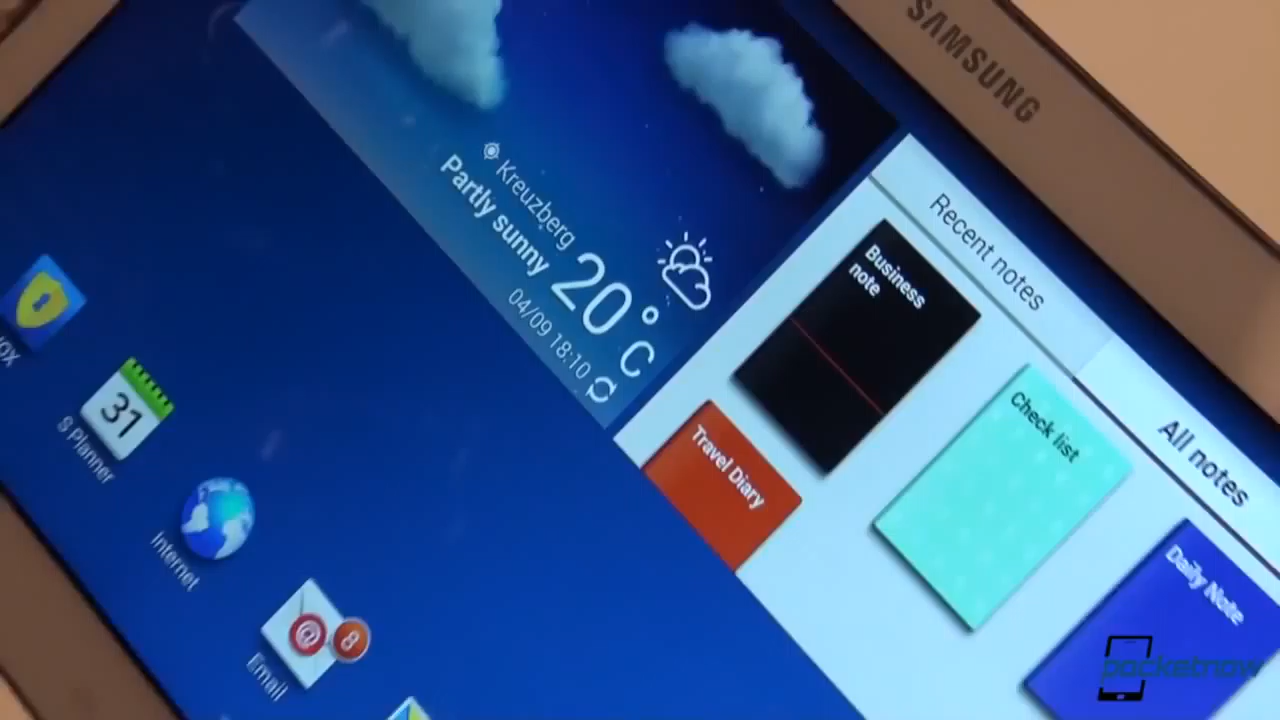 SAMSUNG
Kreuzberg
Partly sunny
20°C
04/09 18:10
Recent notes
All notes
Business
note
Check list
Travel Diary
Daily Note
31
S Planner
Internet
@
8
Email
pocketnow